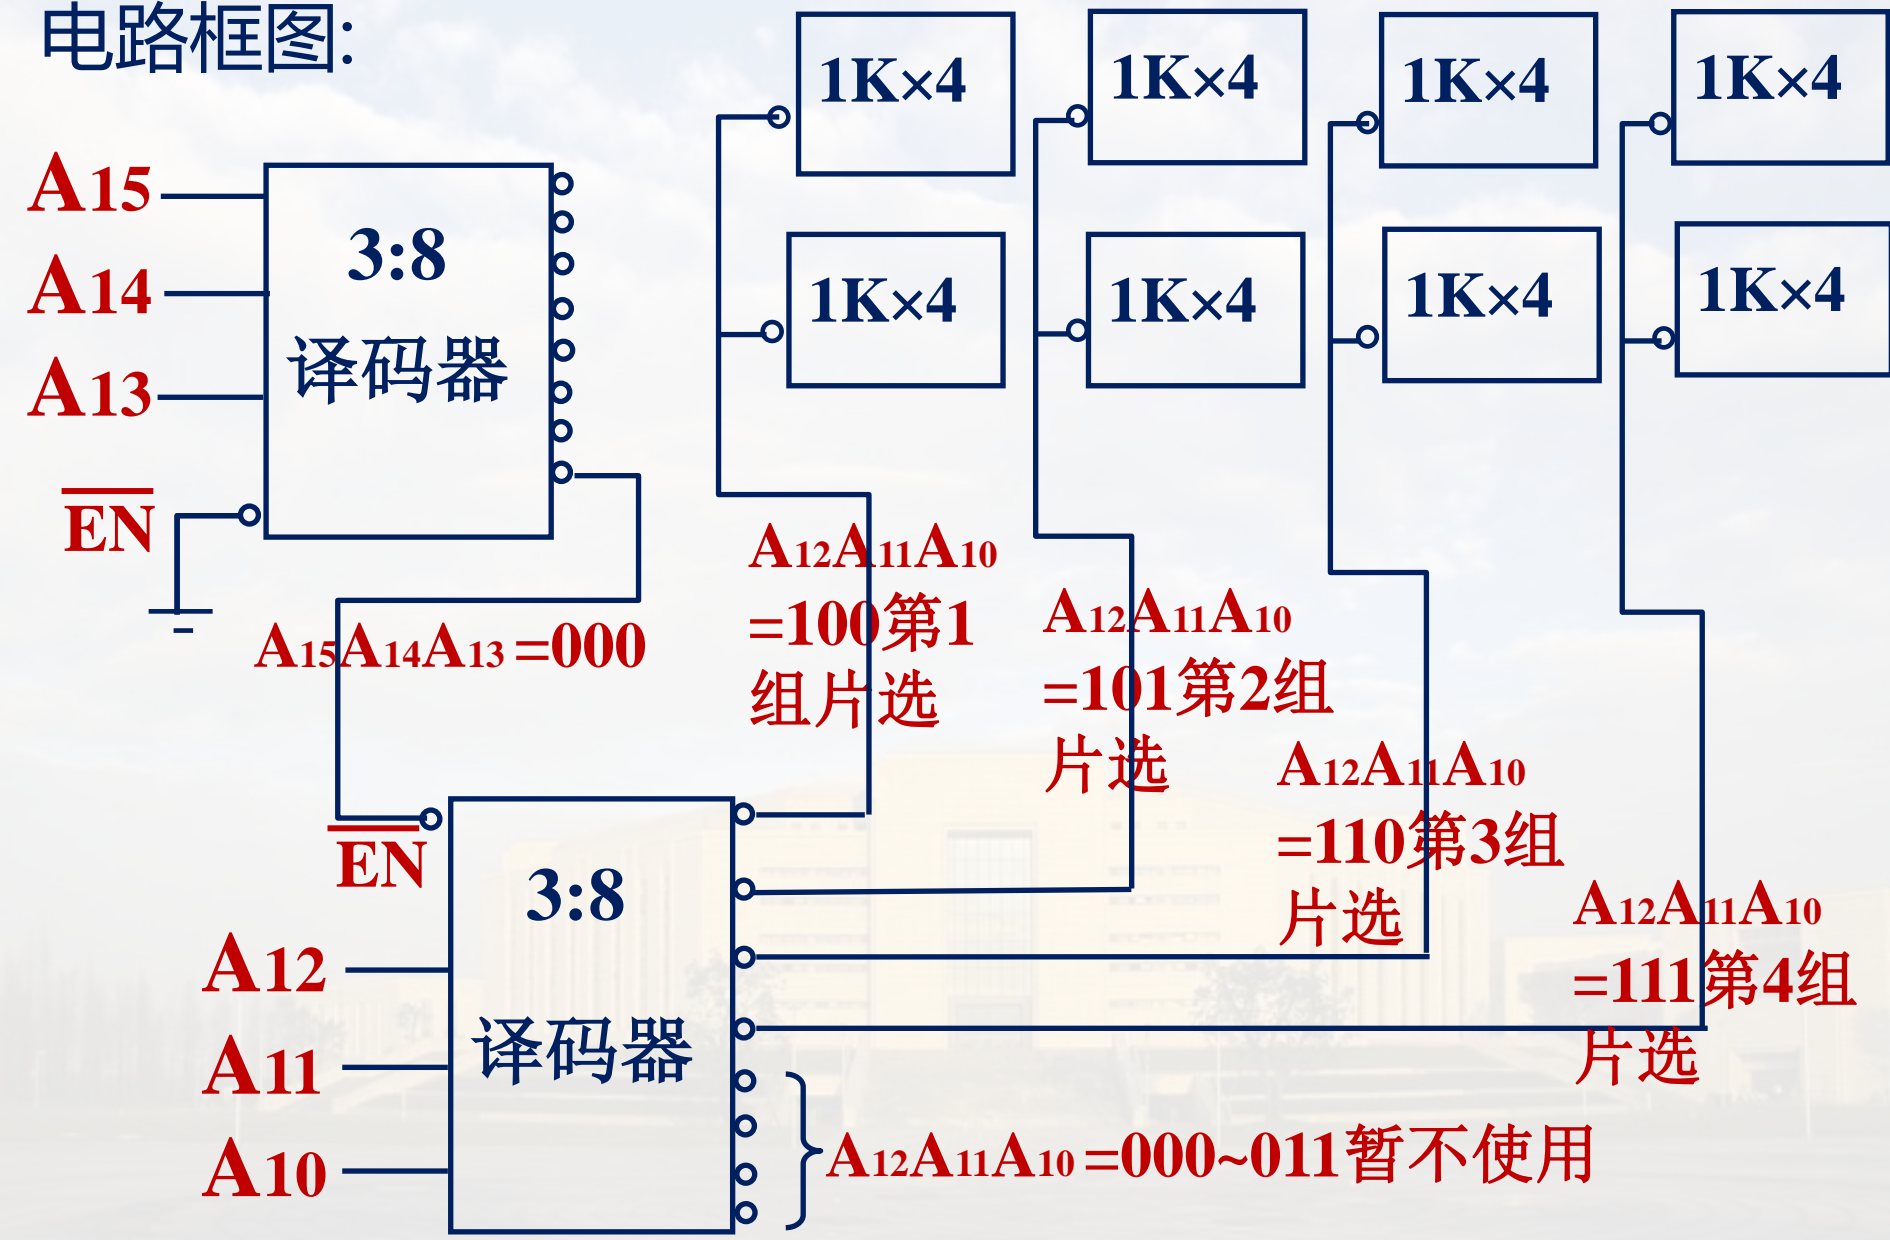 电路框图:
1K×4
1K×4
1K×4
1K×4
A15
A14
A13
3:8
译码器
EN
1K×4
1K×4
1K×4
1K×4
A15A14A13=000
A12A11A10
=100第1
组片选
A12A11A10
=101第2组
片选
A12A11A10
=110第3组
片选
A12A11A10
=111第4组
片选
EN
3:8
译码器
A12
A11
A10
A12A11A10=000~011暂不使用